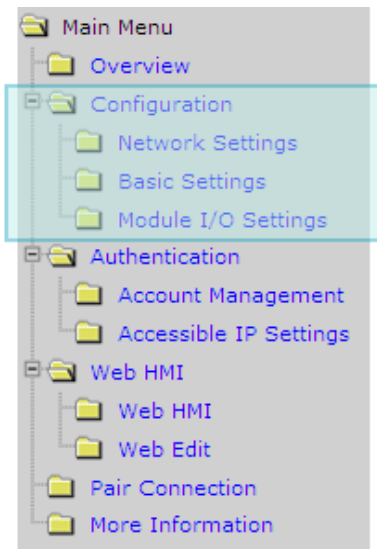 Main Menu
Overview
Configuration
Network Settings
Basic Settings
Module I/O Settings
Authentication
Account Management
Accessible IP Settings
Web HMI
Web HMI
Web Edit
Pair Connection
More Information